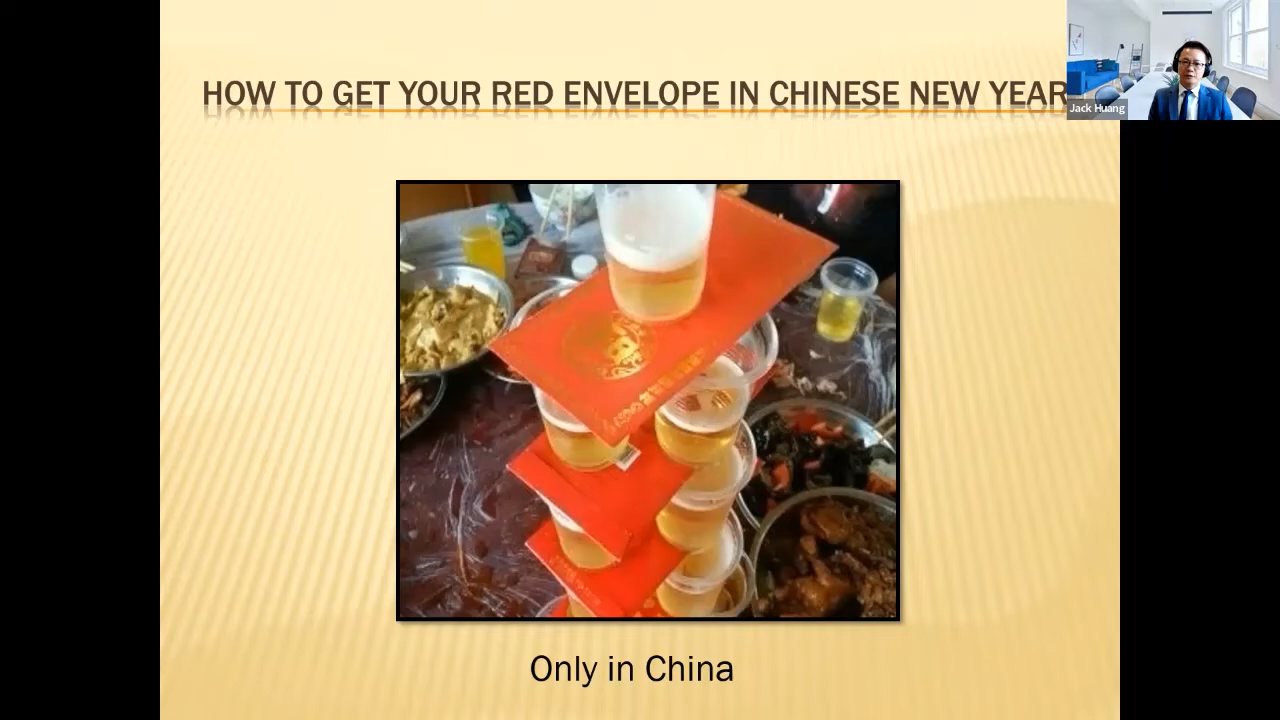 HOW TO GET YOUR RED ENVELOPE IN CHINESE NEW YEAR
Jack Huang
Only in China